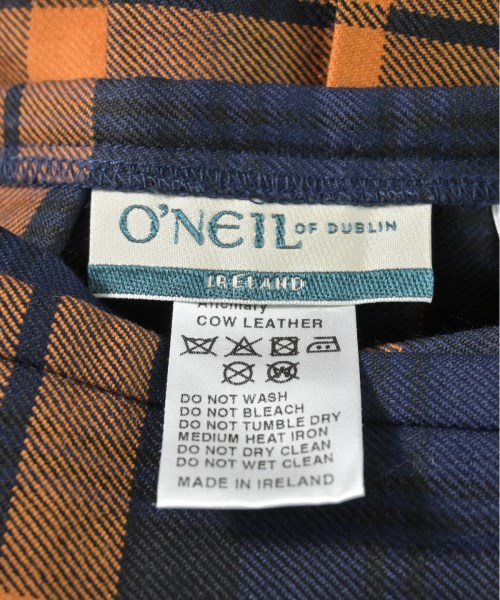 O'NEIL OF DUBLIN
IRELAND
COW LEATHER
DO NOT WASH
DO NOT BLEACH
DO NOT TUMBLE DRY
MEDIUM HEAT IRON
DO NOT DRY CLEAN
DO NOT WET CLEAN
MADE IN IRELAND